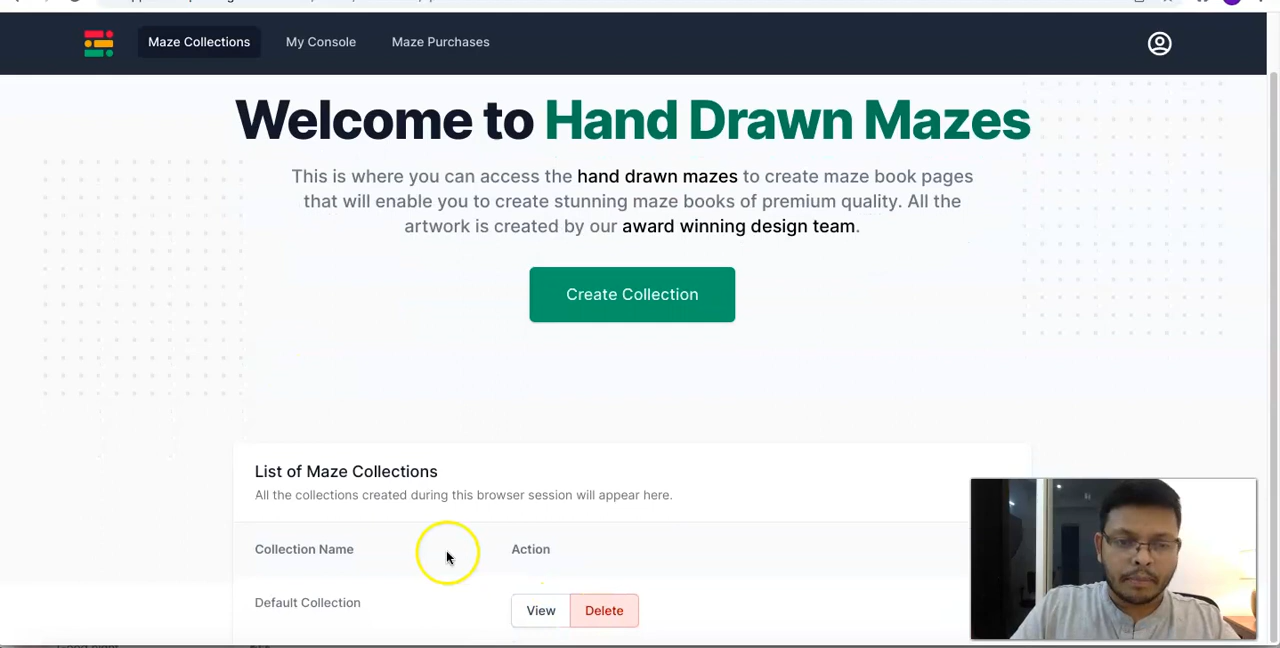 Maze Collections
My Console
Maze Purchases
Welcome to Hand Drawn Mazes
This is where you can access the hand drawn mazes to create maze book pages
that will enable you to create stunning maze books of premium quality. All the
artwork is created by our award winning design team.
Create Collection
List of Maze Collections
All the collections created during this browser session will appear here.
Collection Name
Action
Default Collection
View
Delete